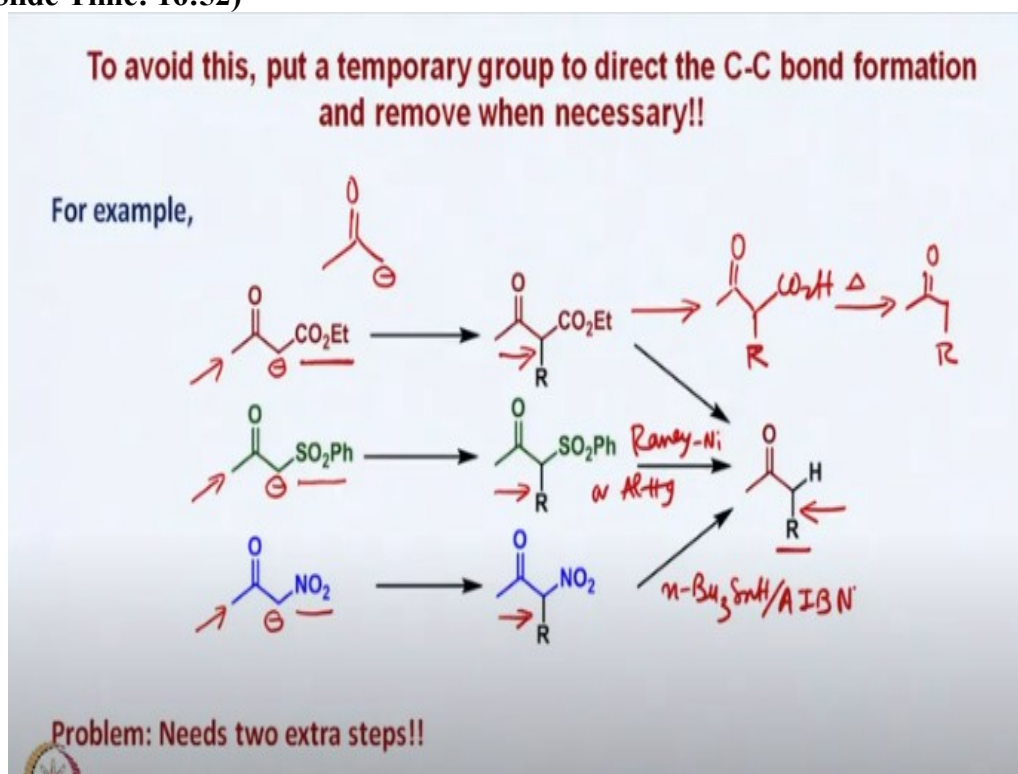 Slide Time: 16:52)
To avoid this, put a temporary group to direct the C-C bond formation
and remove when necessary!!
For example,
O
⊖
O
CO₂Et
⊖
O
CO₂Et
R
O
CO₂H Δ
R
O
R
O
SO₂Ph
⊖
O
SO₂Ph
R
Raney-Ni
or Al-Hg
O
H
R
O
NO₂
⊖
O
NO₂
R
n-Bu₃SnH/AIBN
Problem: Needs two extra steps!!